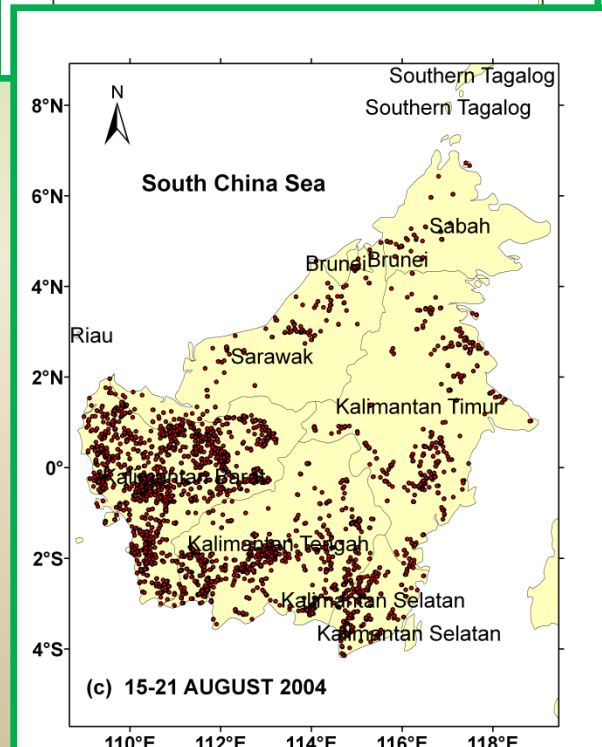 Southern Tagalog
8°N
Southern Tagalog
N
6°N
South China Sea
Sabah
Brunei
Brunei
4°N
Riau
Sarawak
2°N
Kalimantan Timur
0°
Kalimantan Barat
2°S
Kalimantan Tengah
Kalimantan Selatan
Kalimantan Selatan
4°S
(c) 15-21 AUGUST 2004
110°E 112°E 114°E 116°E 118°E